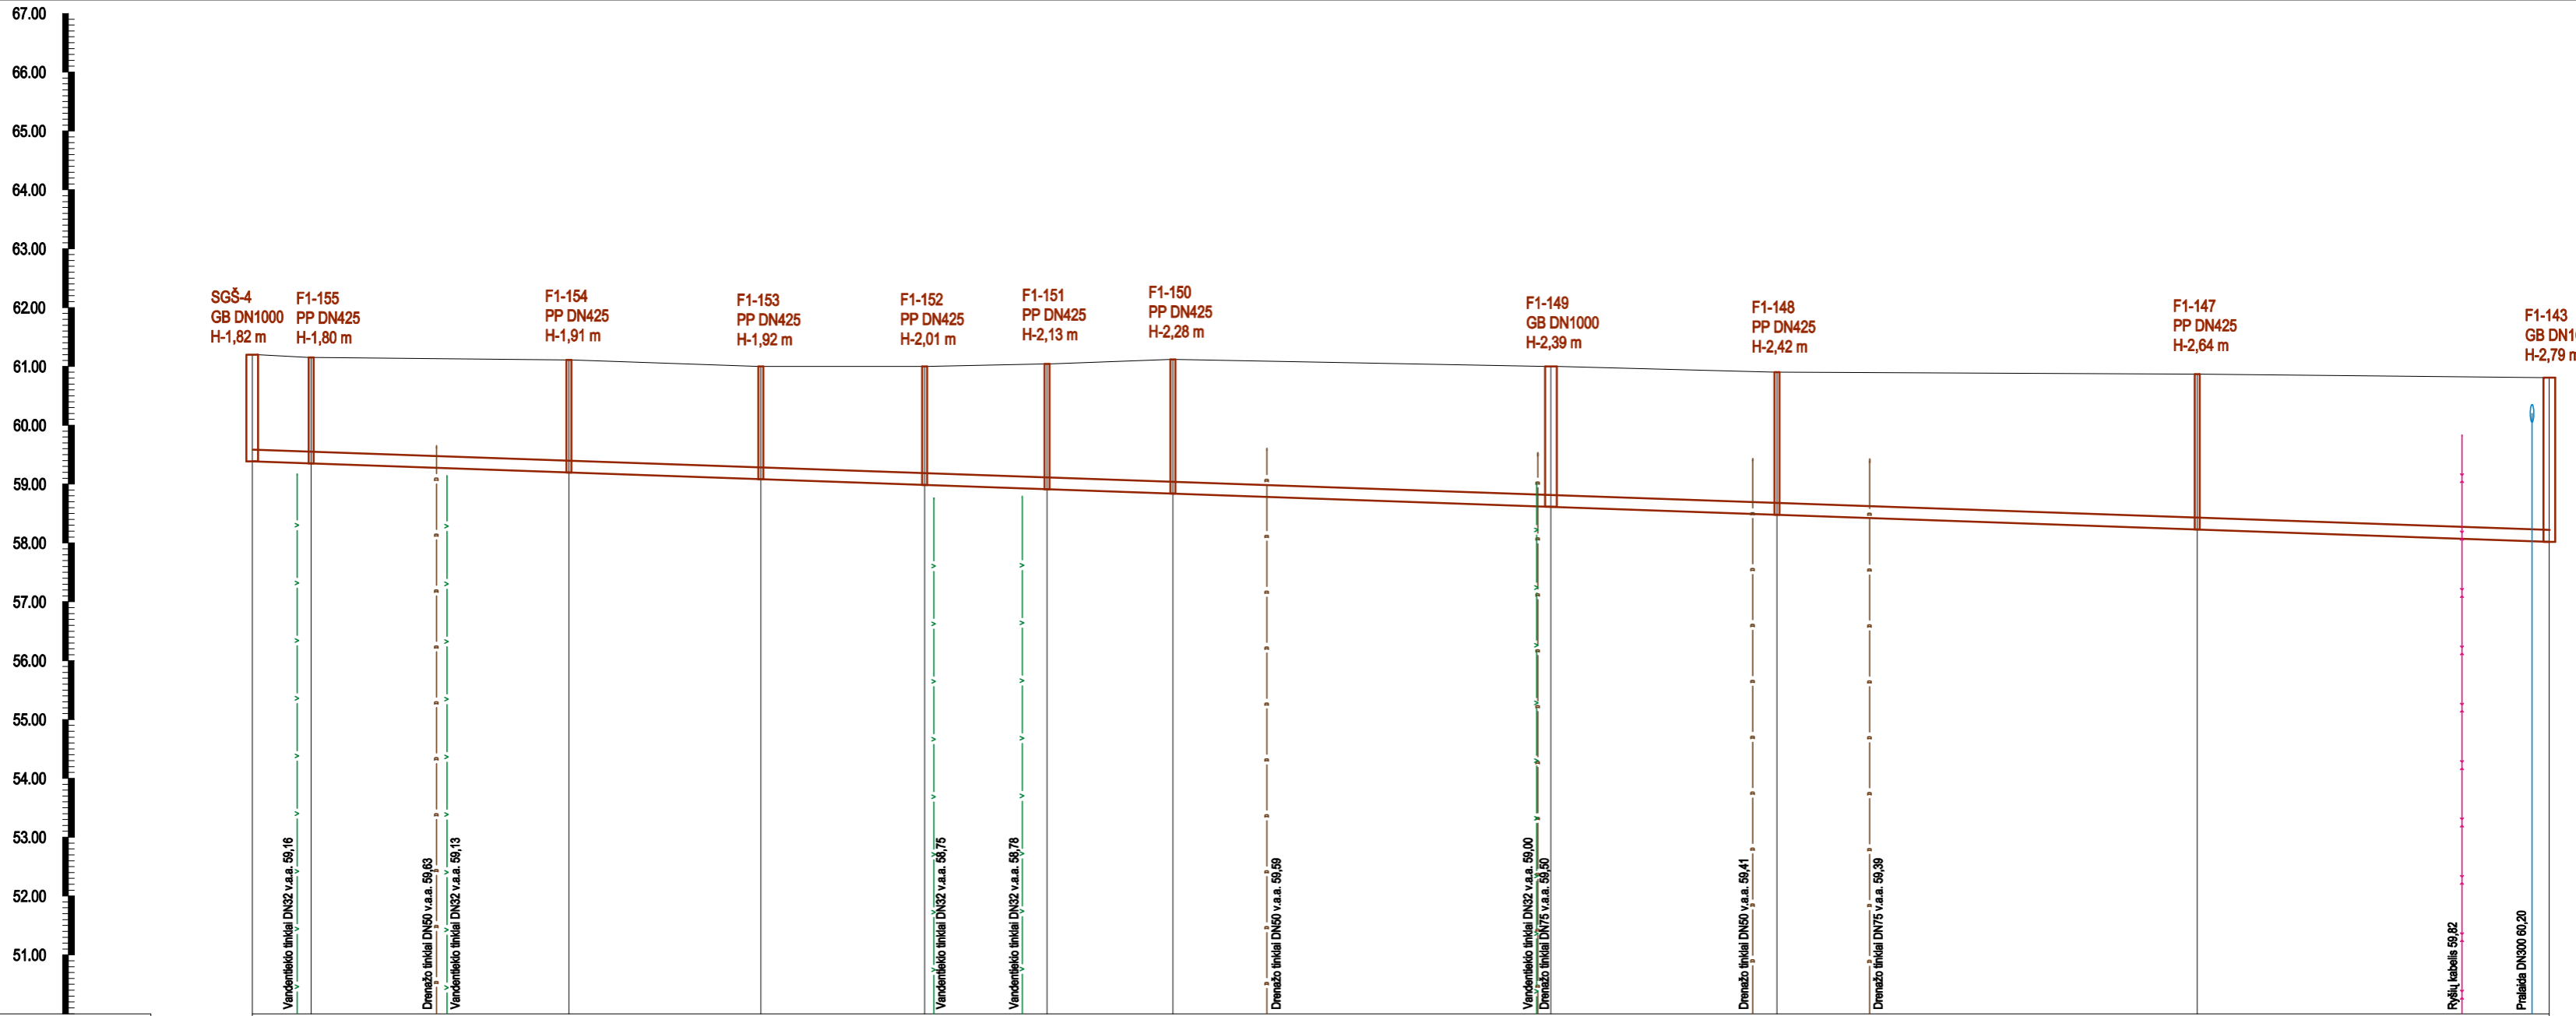 67.00
66.00
65.00
64.00
63.00
62.00
61.00
60.00
59.00
58.00
57.00
56.00
55.00
54.00
53.00
52.00
51.00
SGŠ-4
GB DN1000
H-1,82 m
F1-155
PP DN425
H-1,80 m
F1-154
PP DN425
H-1,91 m
F1-153
PP DN425
H-1,92 m
F1-152
PP DN425
H-2,01 m
F1-151
PP DN425
H-2,13 m
F1-150
PP DN425
H-2,28 m
F1-149
GB DN1000
H-2,39 m
F1-148
PP DN425
H-2,42 m
F1-147
PP DN425
H-2,64 m
F1-143
GB DN10
H-2,79 m
Vandentiekio tinklai DN32 v.a.a. 59,16
Drenažo tinklai DN50 v.a.a. 59,63
Vandentiekio tinklai DN32 v.a.a. 59,13
Vandentiekio tinklai DN32 v.a.a. 58,75
Vandentiekio tinklai DN32 v.a.a. 58,78
Drenažo tinklai DN50 v.a.a. 59,59
Vandentiekio tinklai DN32 v.a.a. 59,00
Drenažo tinklai DN75 v.a.a. 59,50
Drenažo tinklai DN50 v.a.a. 59,41
Drenažo tinklai DN75 v.a.a. 59,39
Ryšių kabelis 59,82
Pralaida DN300 60,20